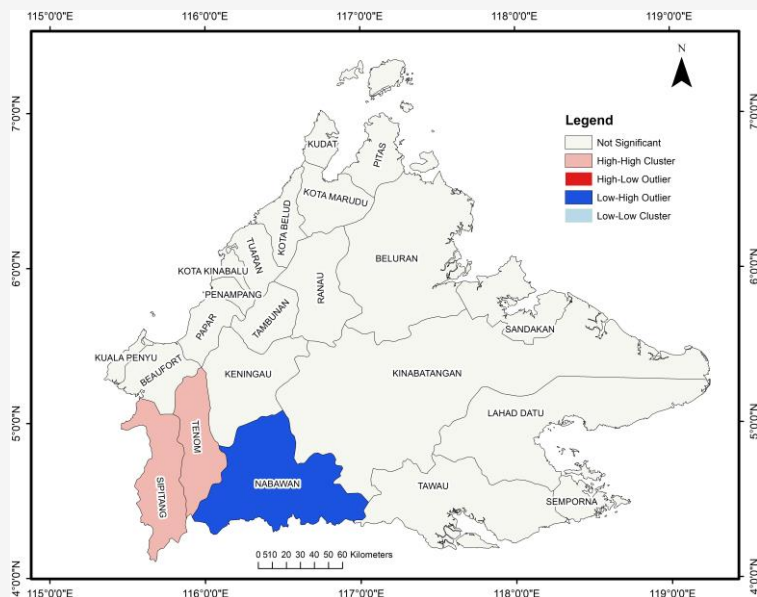 115°0'0"E 116°0'0"E 117°0'0"E 118°0'0"E 119°0'0"E
N
7°0'0"N 7°0'0"N
Legend
Not Significant
High-High Cluster
High-Low Outlier
Low-High Outlier
Low-Low Cluster
KUDAT
PITAS
KOTA MARUDU
KOTA BELUD
TUARAN
6°0'0"N 6°0'0"N
KOTA KINABALU
BELURAN
PENAMPANG
RANAU
TAMBUNAN
PAPAR
SANDAKAN
KUALA PENYU
BEAUFORT
KENINGAU
KINABATANGAN
LAHAD DATU
5°0'0"N 5°0'0"N
TENOM
SIPITANG
NABAWAN
TAWAU
SEMPORNA
0 510 20 30 40 50 60 Kilometers
4°0'0"N 4°0'0"N
115°0'0"E 116°0'0"E 117°0'0"E 118°0'0"E 119°0'0"E